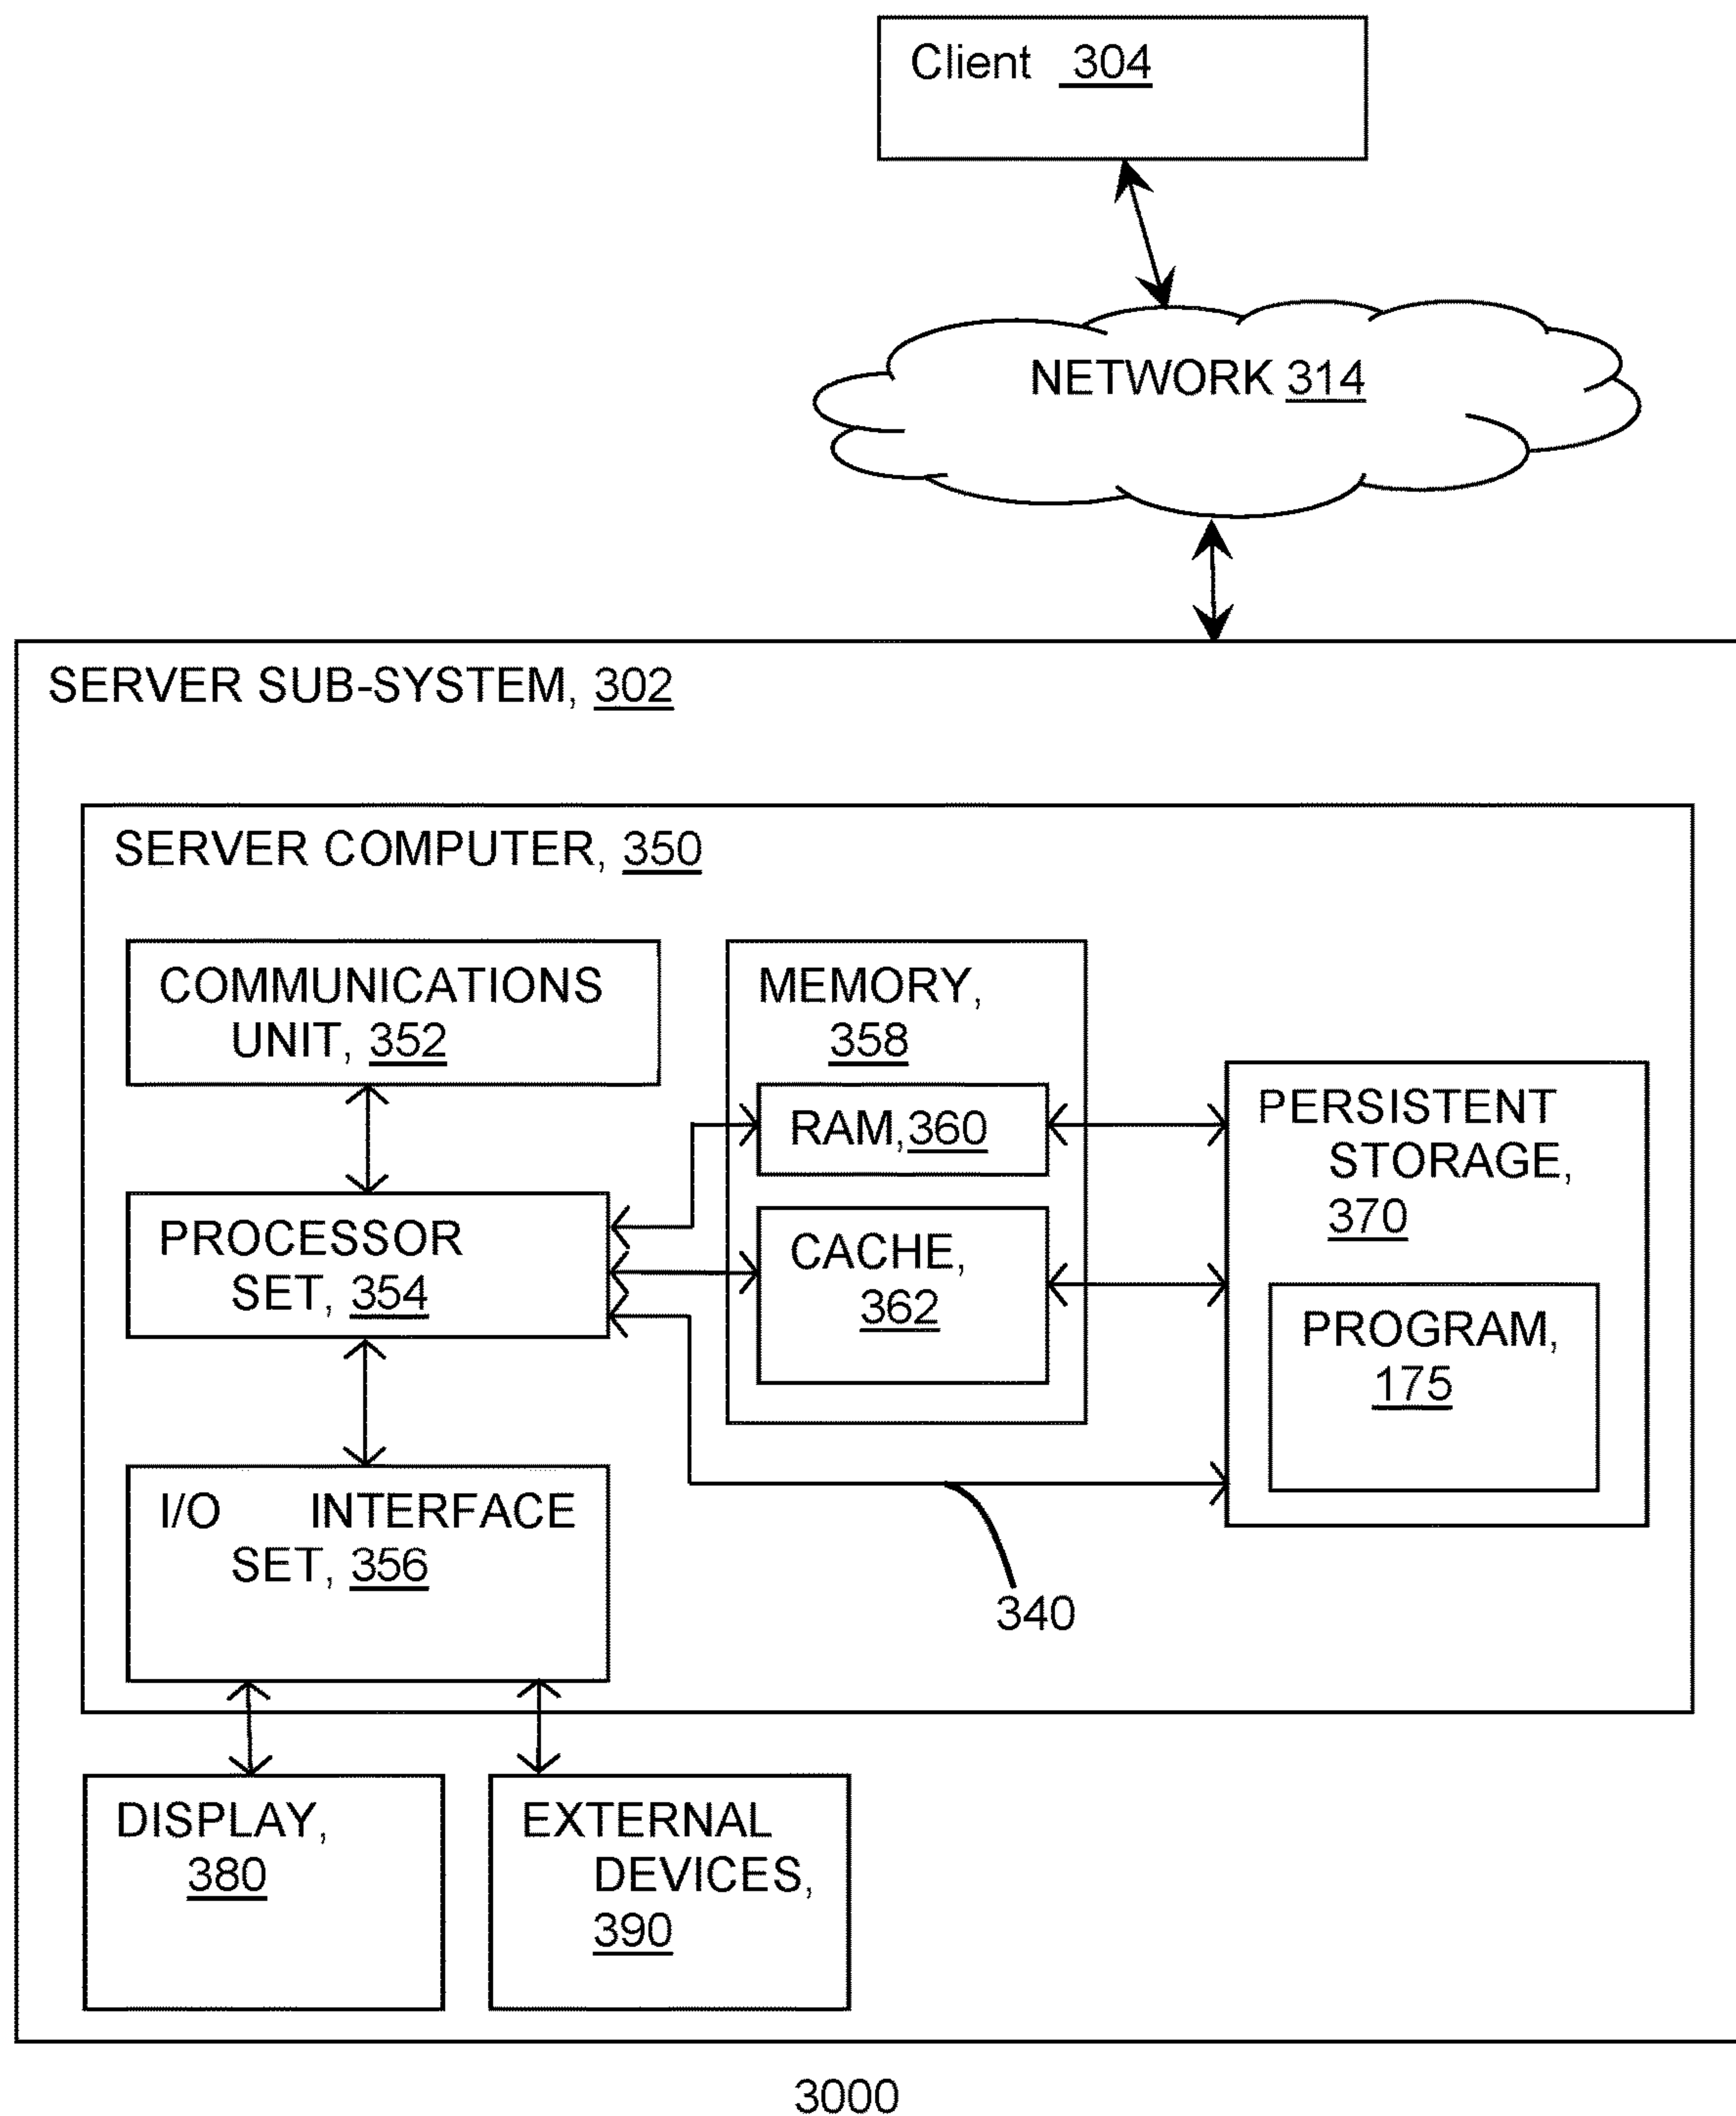 Client 304
NETWORK 314
SERVER SUB-SYSTEM, 302
SERVER COMPUTER, 350
COMMUNICATIONS
UNIT, 352
MEMORY,
358
RAM, 360
PERSISTENT
STORAGE,
370
PROCESSOR
SET, 354
CACHE,
362
PROGRAM,
175
I/O INTERFACE
SET, 356
340
DISPLAY,
380
EXTERNAL
DEVICES,
390
3000